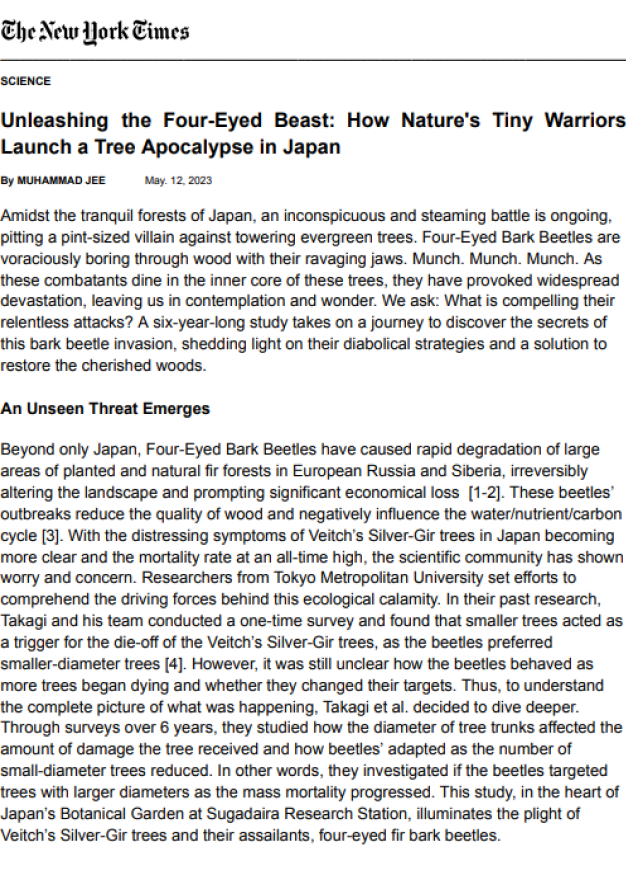 The New York Times
SCIENCE
Unleashing the Four-Eyed Beast: How Nature's Tiny Warriors
Launch a Tree Apocalypse in Japan
By MUHAMMAD JEE May. 12, 2023
Amidst the tranquil forests of Japan, an inconspicuous and steaming battle is ongoing,
pitting a pint-sized villain against towering evergreen trees. Four-Eyed Bark Beetles are
voraciously boring through wood with their ravaging jaws. Munch. Munch. Munch. As
these combatants dine in the inner core of these trees, they have provoked widespread
devastation, leaving us in contemplation and wonder. We ask: What is compelling their
relentless attacks? A six-year-long study takes on a journey to discover the secrets of
this bark beetle invasion, shedding light on their diabolical strategies and a solution to
restore the cherished woods.
An Unseen Threat Emerges
Beyond only Japan, Four-Eyed Bark Beetles have caused rapid degradation of large
areas of planted and natural fir forests in European Russia and Siberia, irreversibly
altering the landscape and prompting significant economical loss [1-2]. These beetles'
outbreaks reduce the quality of wood and negatively influence the water/nutrient/carbon
cycle [3]. With the distressing symptoms of Veitch's Silver-Gir trees in Japan becoming
more clear and the mortality rate at an all-time high, the scientific community has shown
worry and concern. Researchers from Tokyo Metropolitan University set efforts to
comprehend the driving forces behind this ecological calamity. In their past research,
Takagi and his team conducted a one-time survey and found that smaller trees acted as
a trigger for the die-off of the Veitch's Silver-Gir trees, as the beetles preferred
smaller-diameter trees [4]. However, it was still unclear how the beetles behaved as
more trees began dying and whether they changed their targets. Thus, to understand
the complete picture of what was happening, Takagi et al. decided to dive deeper.
Through surveys over 6 years, they studied how the diameter of tree trunks affected the
amount of damage the tree received and how beetles' adapted as the number of
small-diameter trees reduced. In other words, they investigated if the beetles targeted
trees with larger diameters as the mass mortality progressed. This study, in the heart of
Japan's Botanical Garden at Sugadaira Research Station, illuminates the plight of
Veitch's Silver-Gir trees and their assailants, four-eyed fir bark beetles.